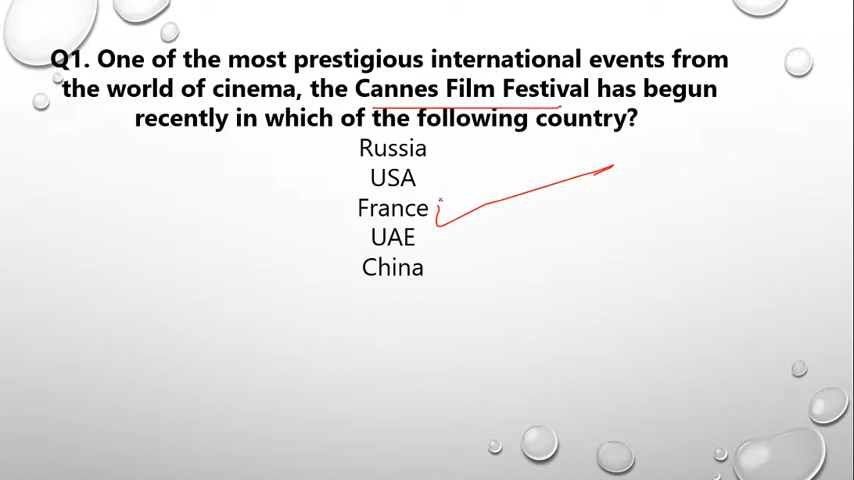 Q1. One of the most prestigious international events from
the world of cinema, the Cannes Film Festival has begun
recently in which of the following country?
Russia
USA
France
UAE
China